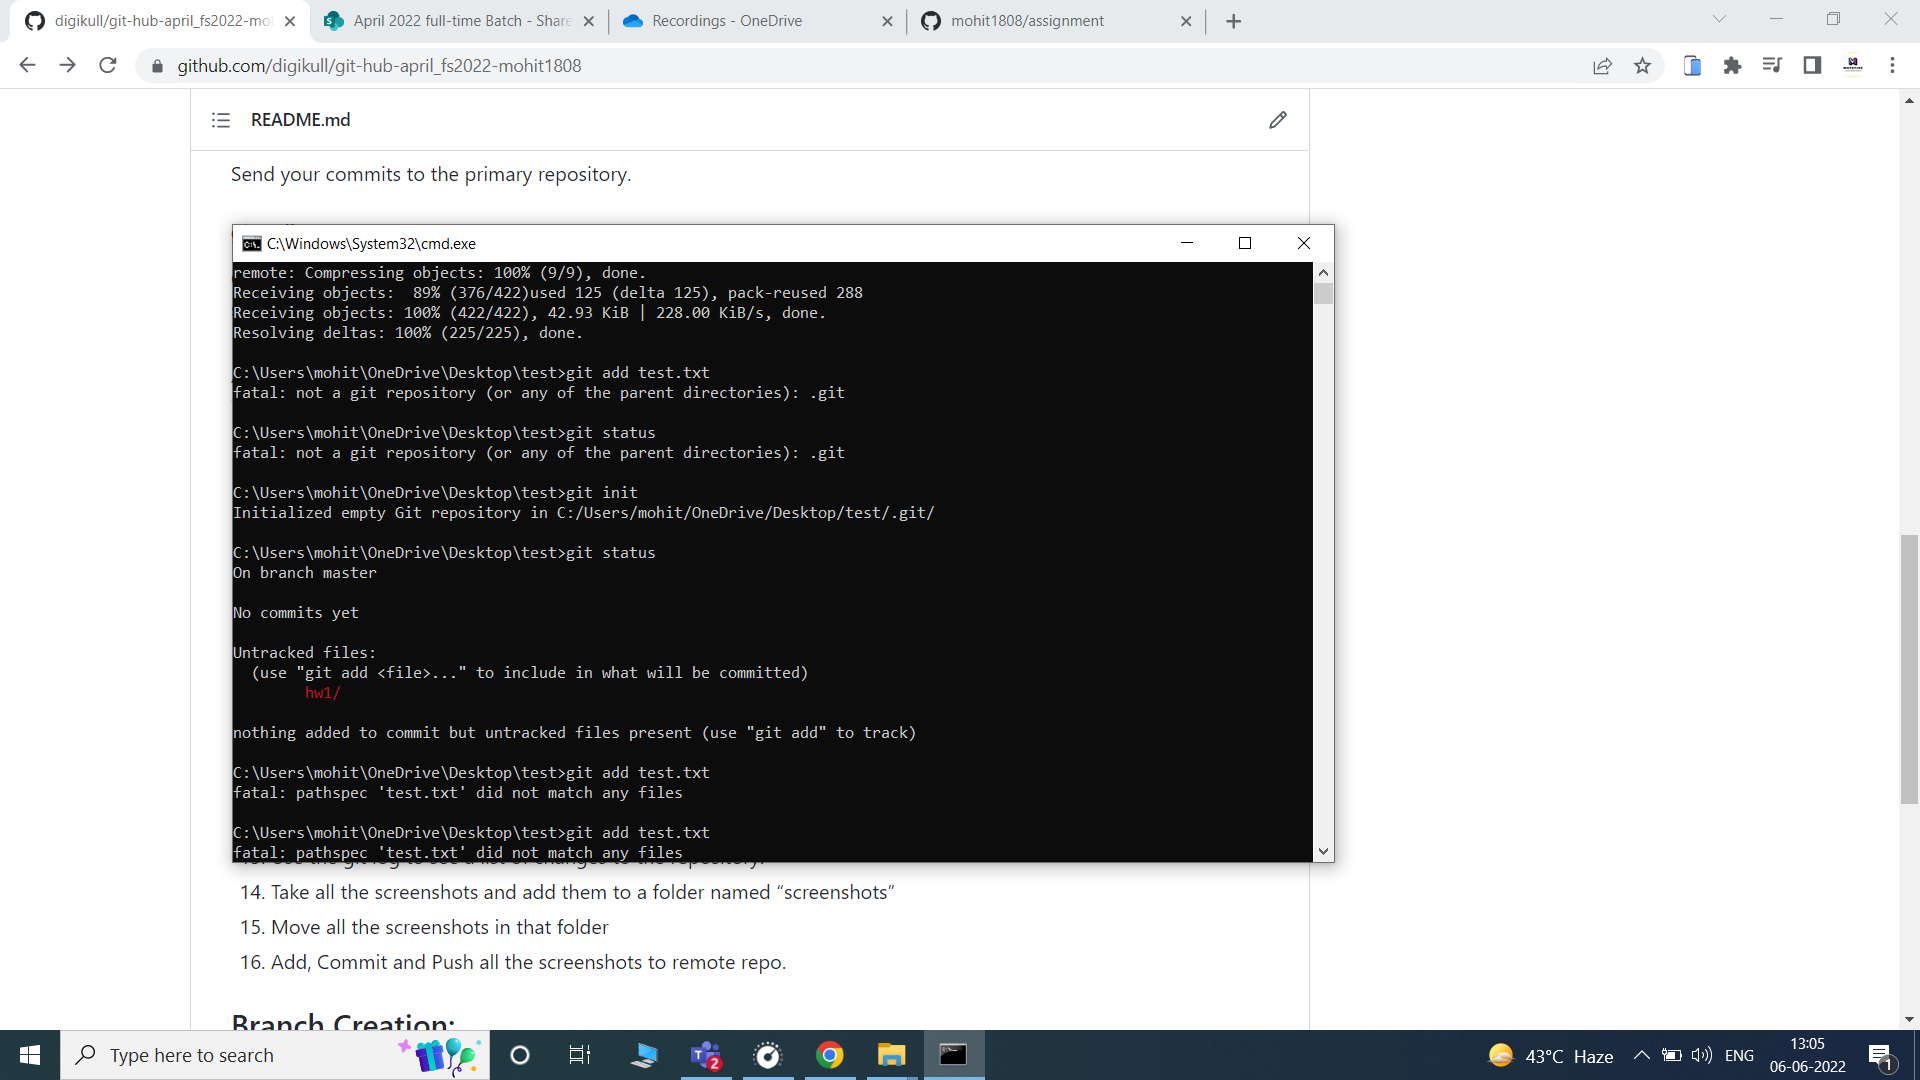 digikull/git-hub-april_fs2022-mo
April 2022 full-time Batch - Share
Recordings - OneDrive
mohit1808/assignment
github.com/digikull/git-hub-april_fs2022-mohit1808
README.md
Send your commits to the primary repository.
C:\Windows\System32\cmd.exe
remote: Compressing objects: 100% (9/9), done.
Receiving objects:  89% (376/422)used 125 (delta 125), pack-reused 288
Receiving objects: 100% (422/422), 42.93 KiB | 228.00 KiB/s, done.
Resolving deltas: 100% (225/225), done.
C:\Users\mohit\OneDrive\Desktop\test>git add test.txt
fatal: not a git repository (or any of the parent directories): .git
C:\Users\mohit\OneDrive\Desktop\test>git status
fatal: not a git repository (or any of the parent directories): .git
C:\Users\mohit\OneDrive\Desktop\test>git init
Initialized empty Git repository in C:/Users/mohit/OneDrive/Desktop/test/.git/
C:\Users\mohit\OneDrive\Desktop\test>git status
On branch master
No commits yet
Untracked files:
(use "git add <file>..." to include in what will be committed)
hw1/
nothing added to commit but untracked files present (use "git add" to track)
C:\Users\mohit\OneDrive\Desktop\test>git add test.txt
fatal: pathspec 'test.txt' did not match any files
C:\Users\mohit\OneDrive\Desktop\test>git add test.txt
fatal: pathspec 'test.txt' did not match any files
14. Take all the screenshots and add them to a folder named “screenshots”
15. Move all the screenshots in that folder
16. Add, Commit and Push all the screenshots to remote repo.
Branch Creation:
Type here to search
2
43°C Haze
ENG
13:05
06-06-2022
1